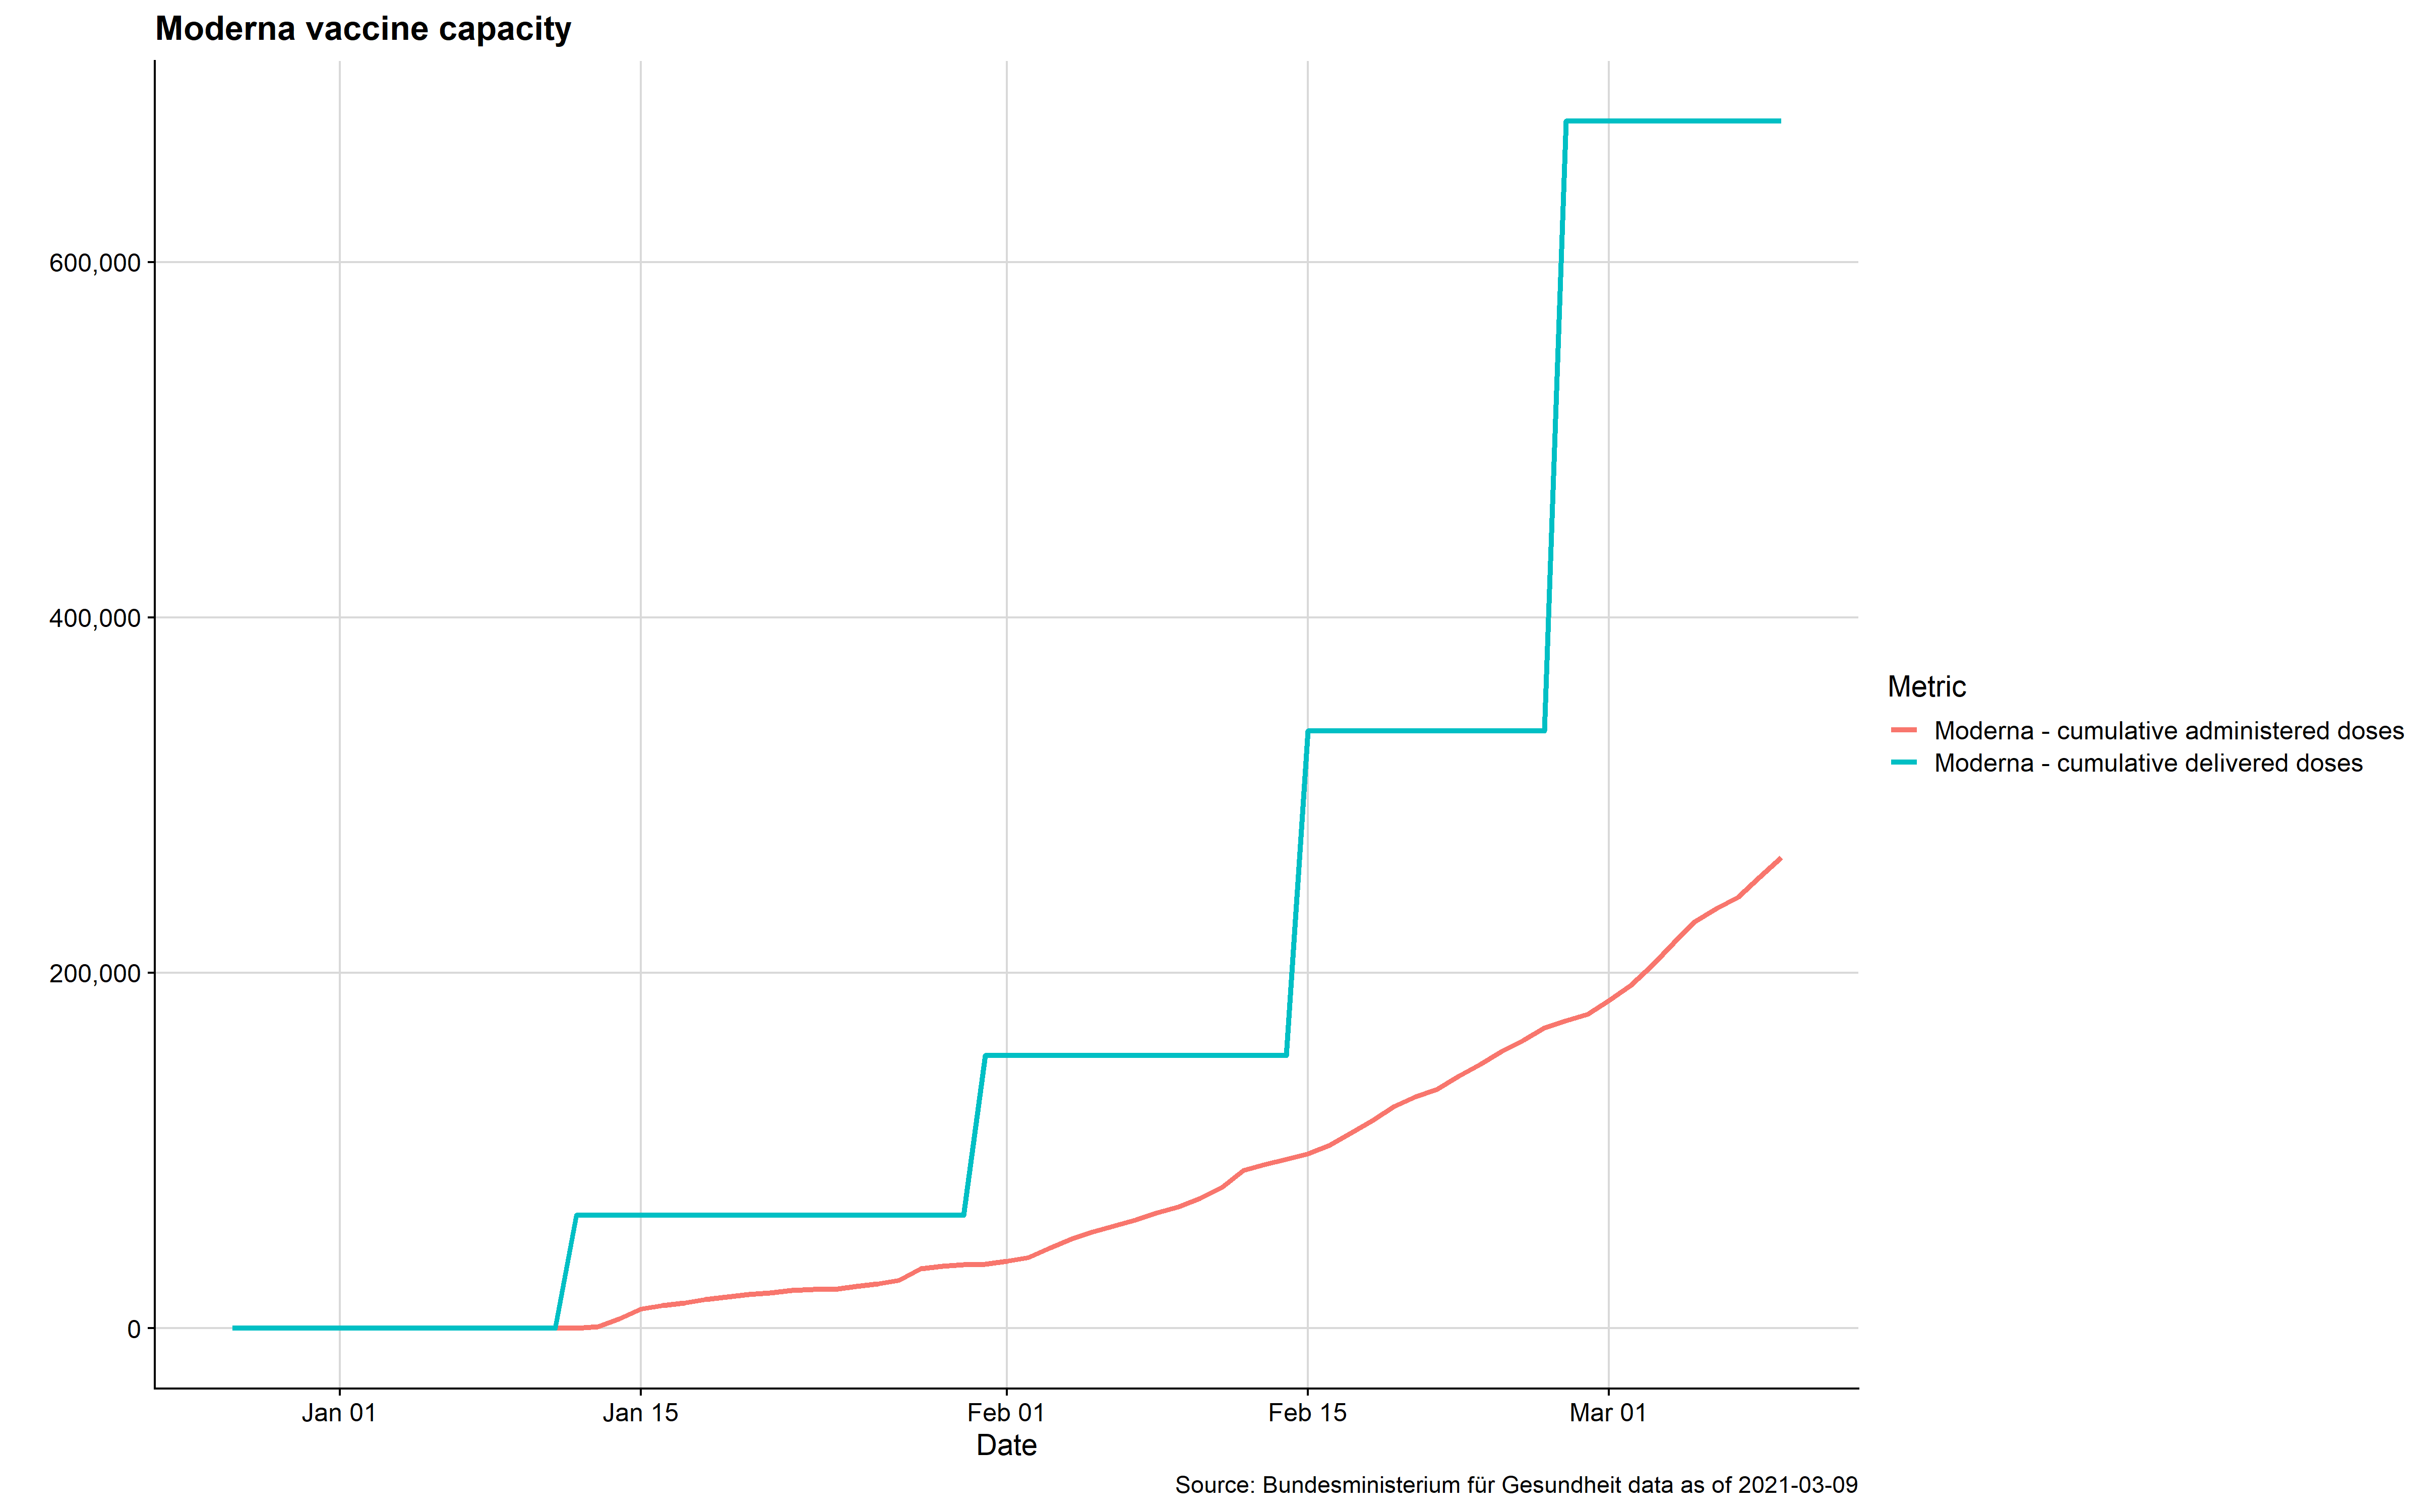 Moderna vaccine capacity
600,000
400,000
200,000
0
Jan 01
Jan 15
Feb 01
Feb 15
Mar 01
Date
Metric
Moderna - cumulative administered doses
Moderna - cumulative delivered doses
Source: Bundesministerium für Gesundheit data as of 2021-03-09